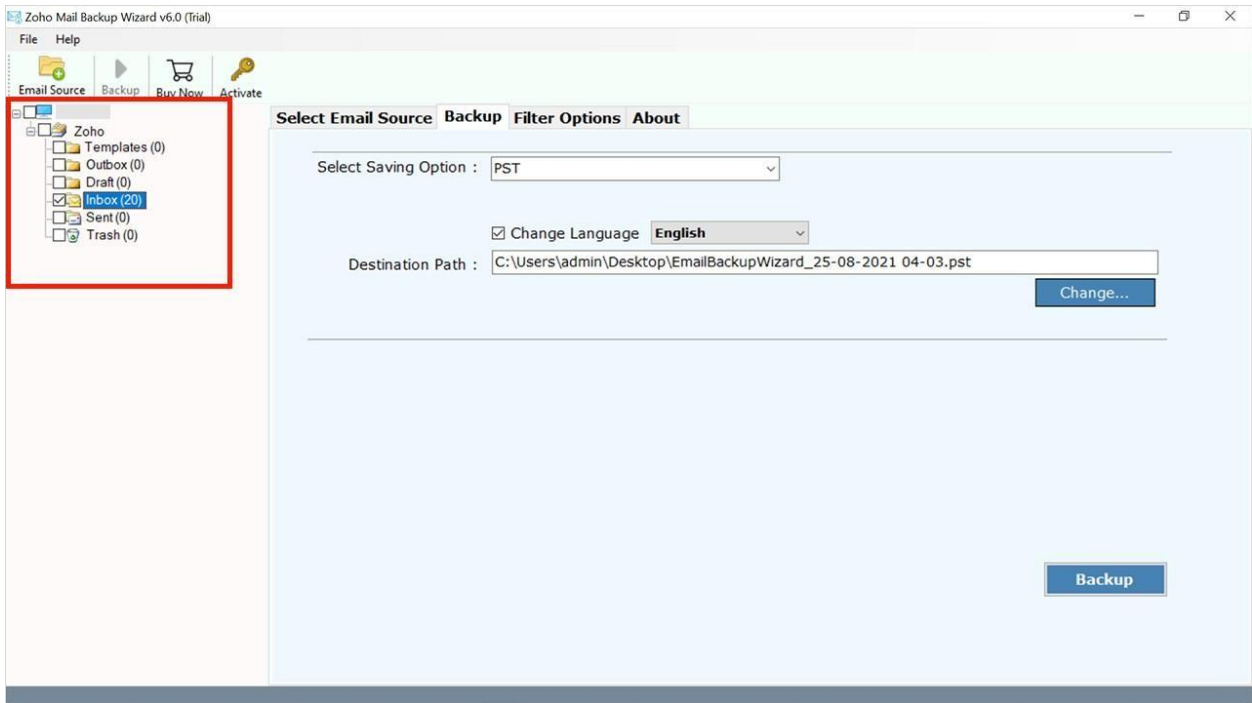 Zoho Mail Backup Wizard v6.0 (Trial)
File Help
Email Source Backup Buy Now Activate
Zoho
Templates (0)
Outbox (0)
Draft (0)
Inbox (20)
Sent (0)
Trash (0)
Select Email Source Backup Filter Options About
Select Saving Option : PST
Change Language English
Destination Path : C:\Users\admin\Desktop\EmailBackupWizard_25-08-2021 04-03.pst
Change...
Backup